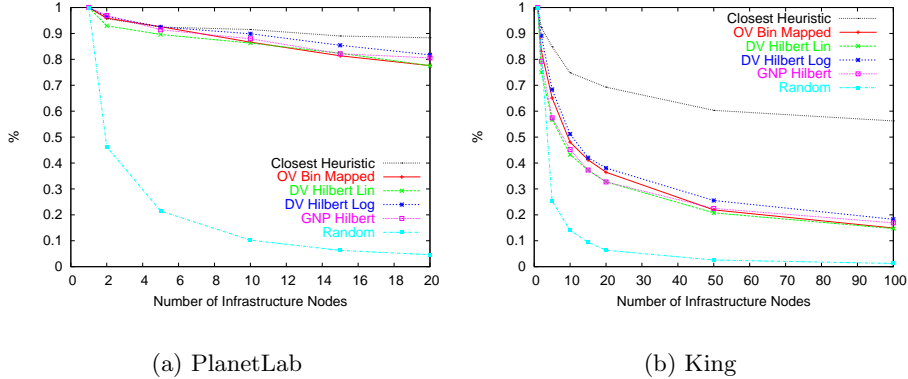 1
0.9
0.8
0.7
0.6
0.5
0.4
0.3
0.2
0.1
0
%
Closest Heuristic
OV Bin Mapped
DV Hilbert Lin
DV Hilbert Log
GNP Hilbert
Random
0 2 4 6 8 10 12 14 16 18 20
Number of Infrastructure Nodes
(a) PlanetLab
1
0.9
0.8
0.7
0.6
0.5
0.4
0.3
0.2
0.1
0
%
Closest Heuristic
OV Bin Mapped
DV Hilbert Lin
DV Hilbert Log
GNP Hilbert
Random
0 10 20 30 40 50 60 70 80 90 100
Number of Infrastructure Nodes
(b) King